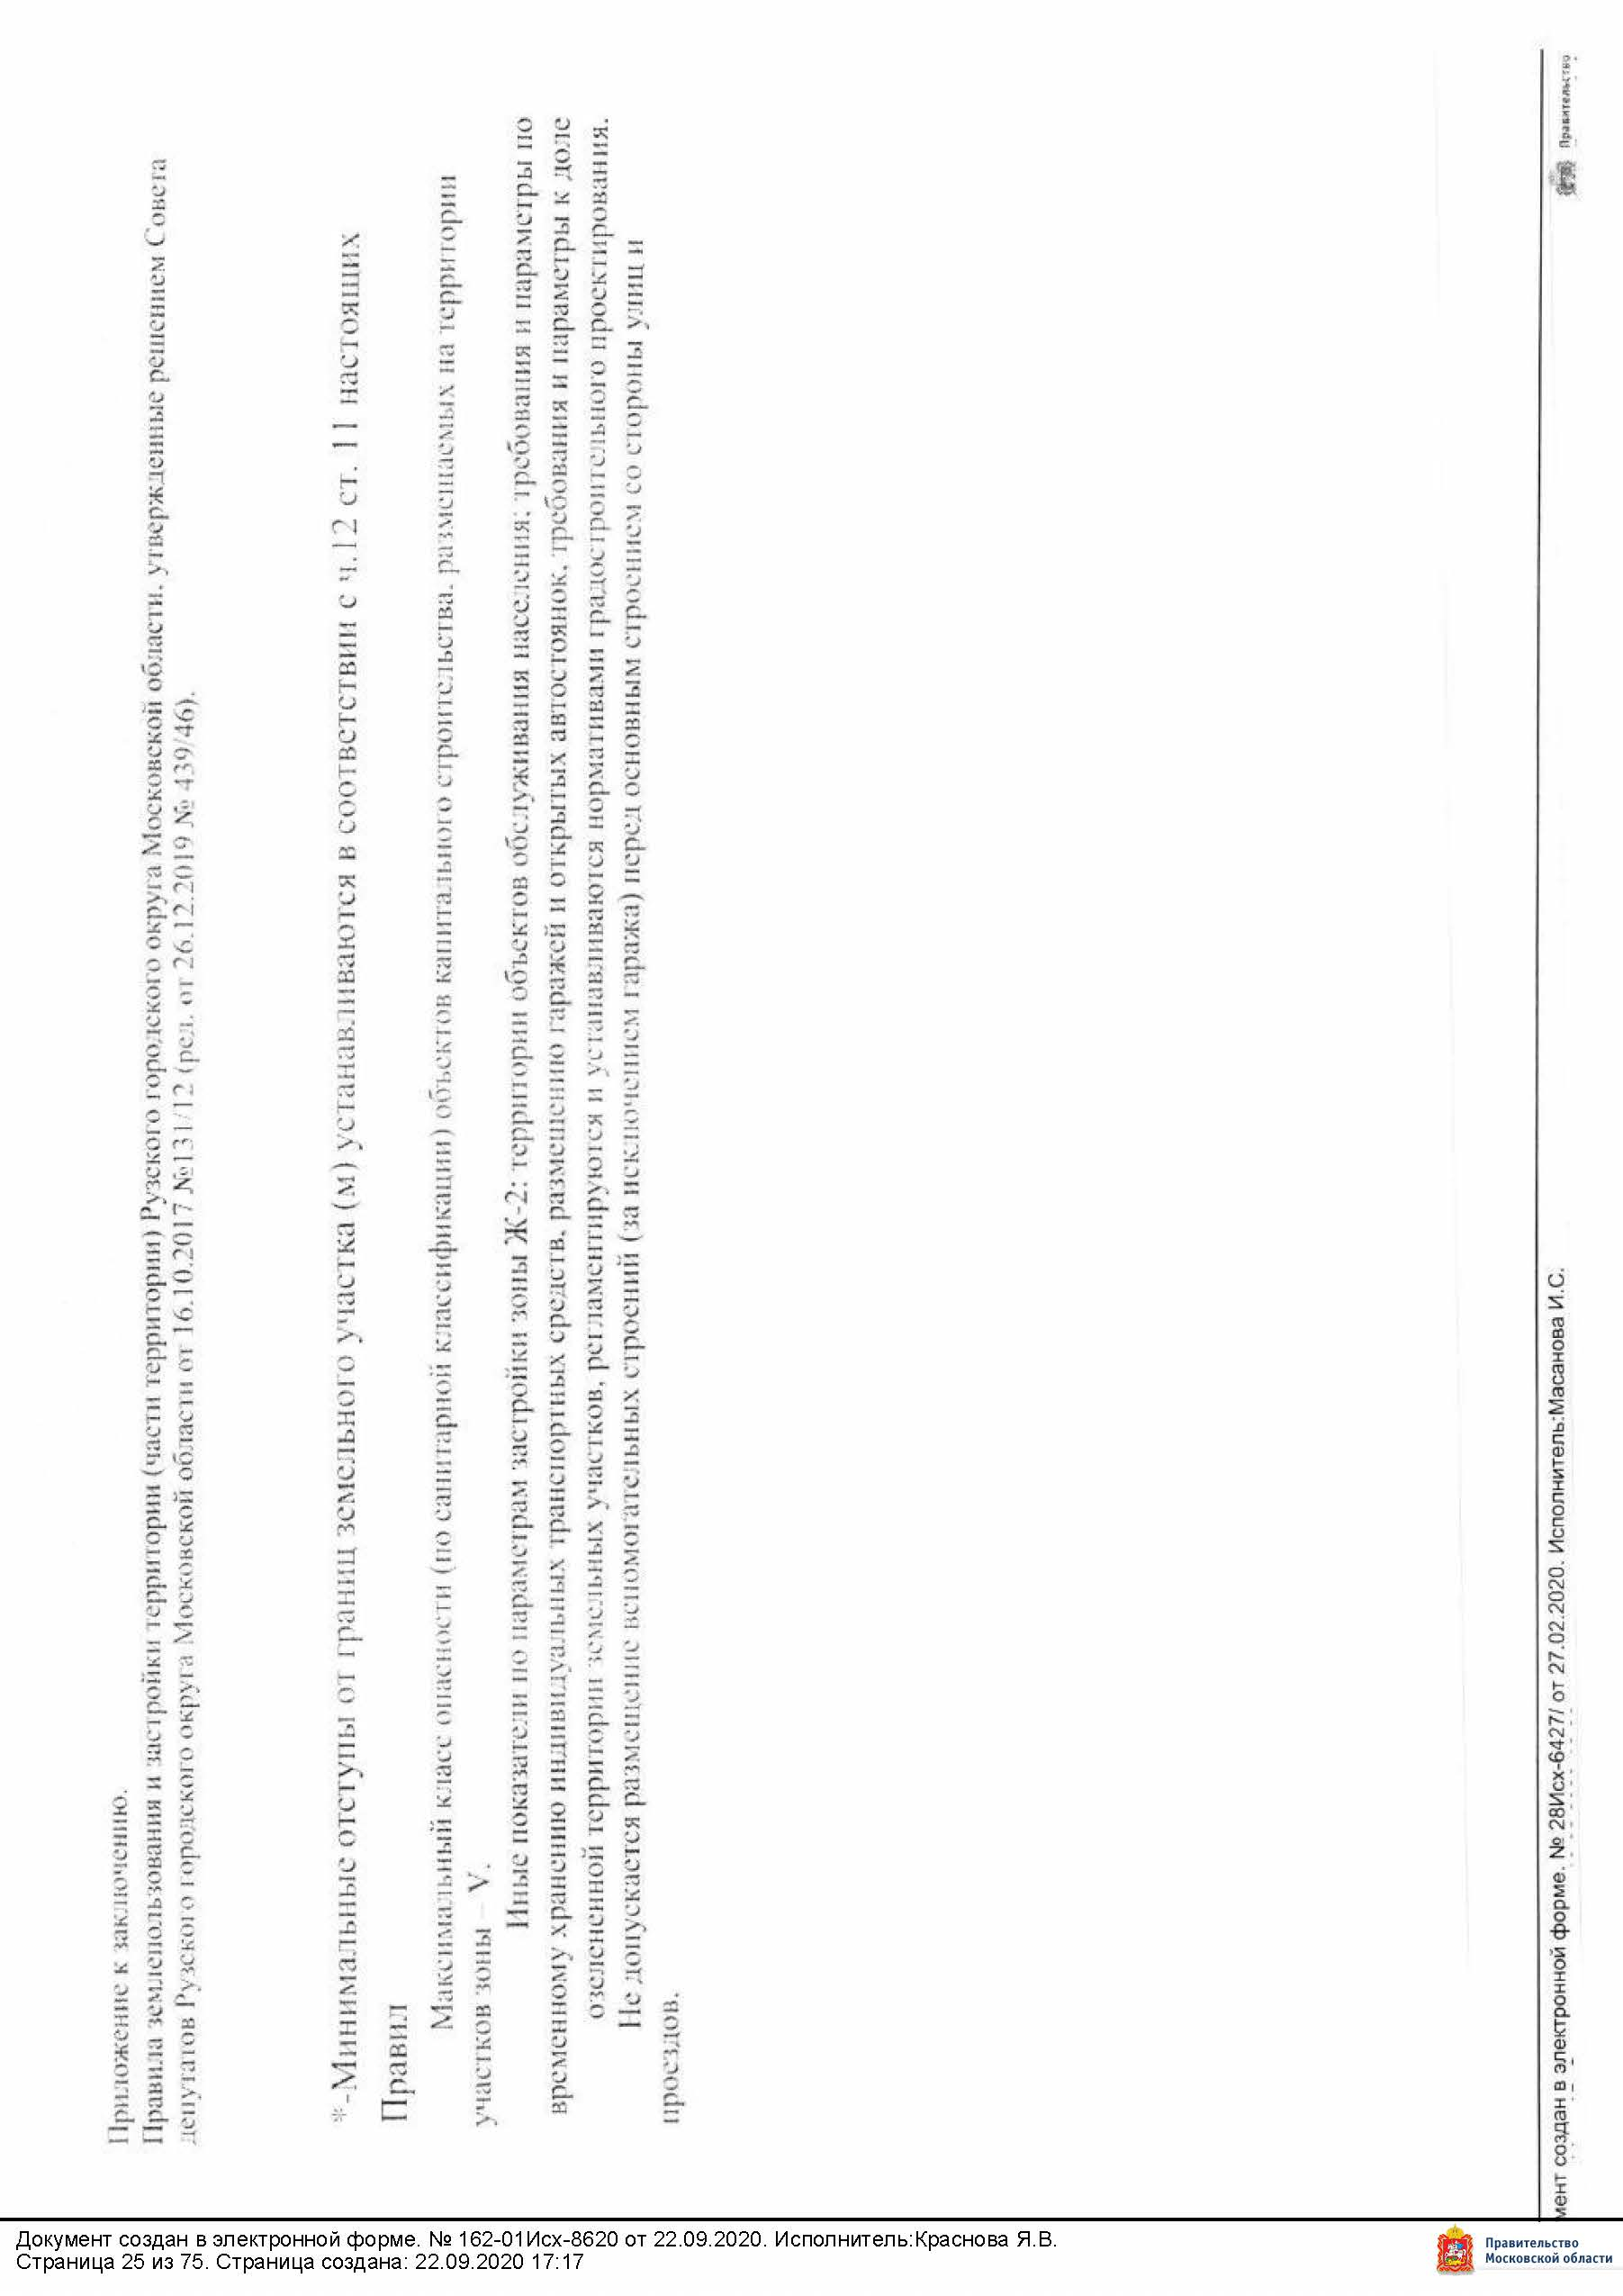 Приложение к заключению.
Правила землепользования и застройки территории (части территории) Рузского городского округа Московской области, утвержденные решением Совета
депутатов Рузского городского округа Московской области от 16.10.2017 №131/12 (ред. от 26.12.2019 № 439/46).
*-Минимальные отступы от границ земельного участка (м) устанавливаются в соответствии с ч.12 ст. 11 настоящих
Правил
Максимальный класс опасности (по санитарной классификации) объектов капитального строительства, размещаемых на территории
участков зоны – V.
Иные показатели по параметрам застройки зоны Ж-2: территории объектов обслуживания населения; требования и параметры по
временному хранению индивидуальных транспортных средств, размещению гаражей и открытых автостоянок, требования и параметры к доле
озелененной территории земельных участков, регламентируются и устанавливаются нормативами градостроительного проектирования.
Не допускается размещение вспомогательных строений (за исключением гаража) перед основным строением со стороны улиц и
проездов.
мент создан в электронной форме. № 28Исх-6427/ от 27.02.2020. Исполнитель:Масанова И.С.
Правительство
Документ создан в электронной форме. № 162-01Исх-8620 от 22.09.2020. Исполнитель:Краснова Я.В.
Страница 25 из 75. Страница создана: 22.09.2020 17:17
Правительство
Московской области